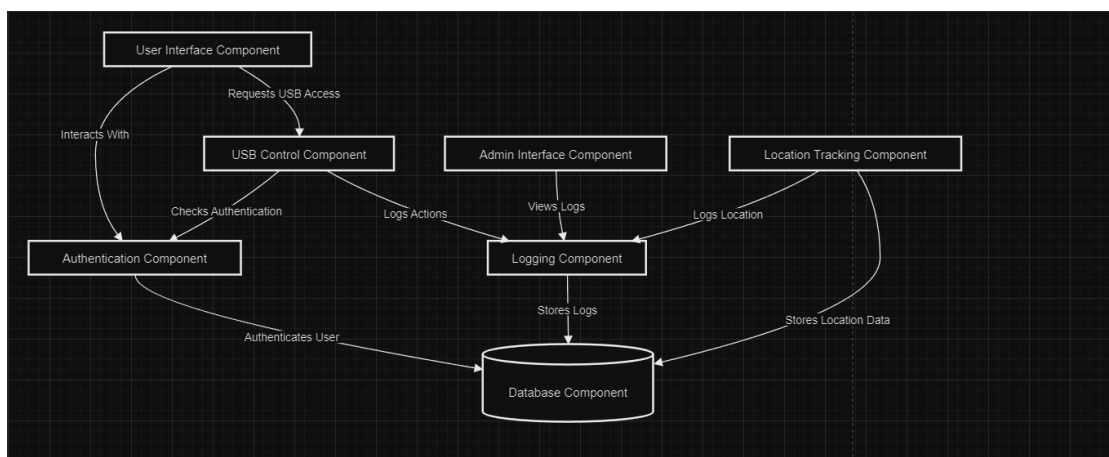 User Interface Component
Requests USB Access
Interacts With
USB Control Component
Admin Interface Component
Location Tracking Component
Checks Authentication
Logs Actions
Views Logs
Logs Location
Authentication Component
Logging Component
Stores Logs
Stores Location Data
Authenticates User
Database Component